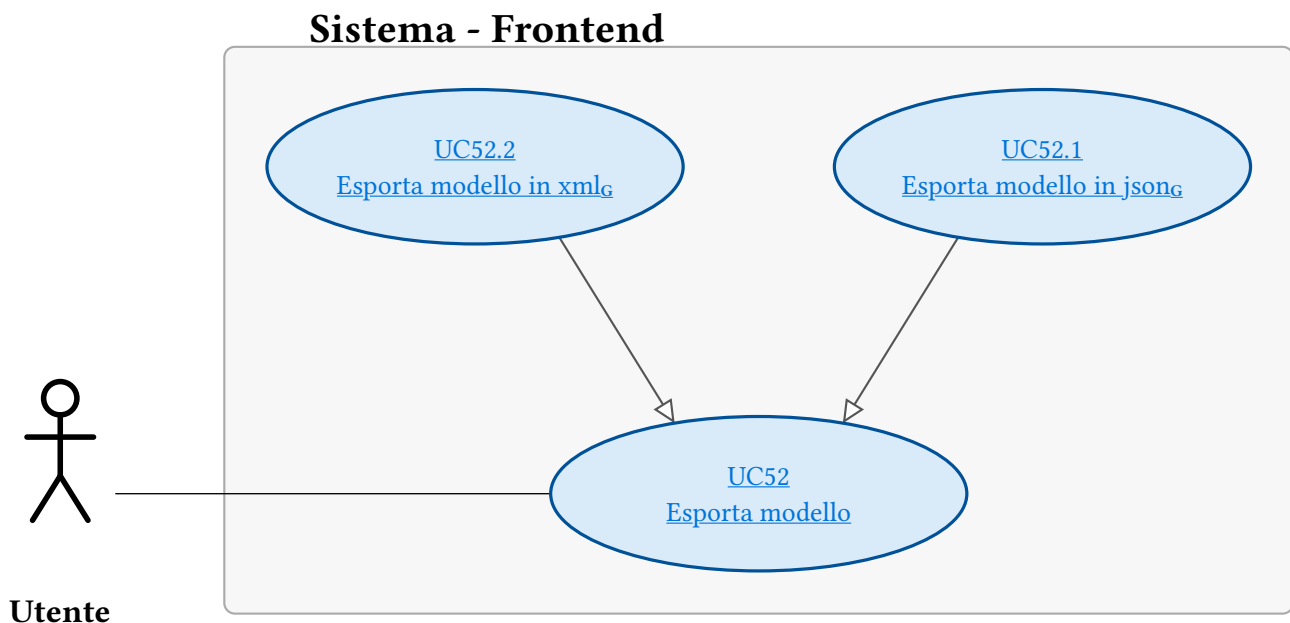 Sistema - Frontend
UC52.2
Esporta modello in xmlG
UC52.1
Esporta modello in jsonG
UC52
Esporta modello
Utente